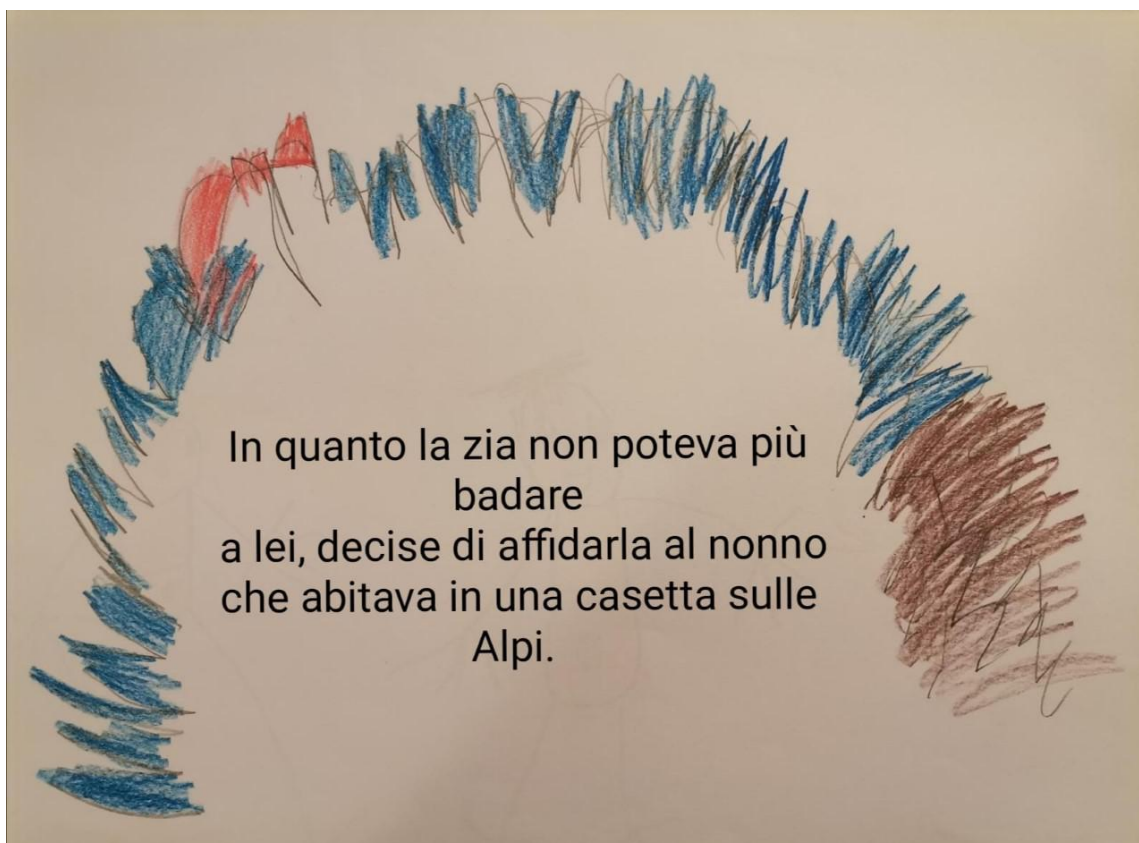 In quanto la zia non poteva più
badare
a lei, decise di affidarla al nonno
che abitava in una casetta sulle
Alpi.